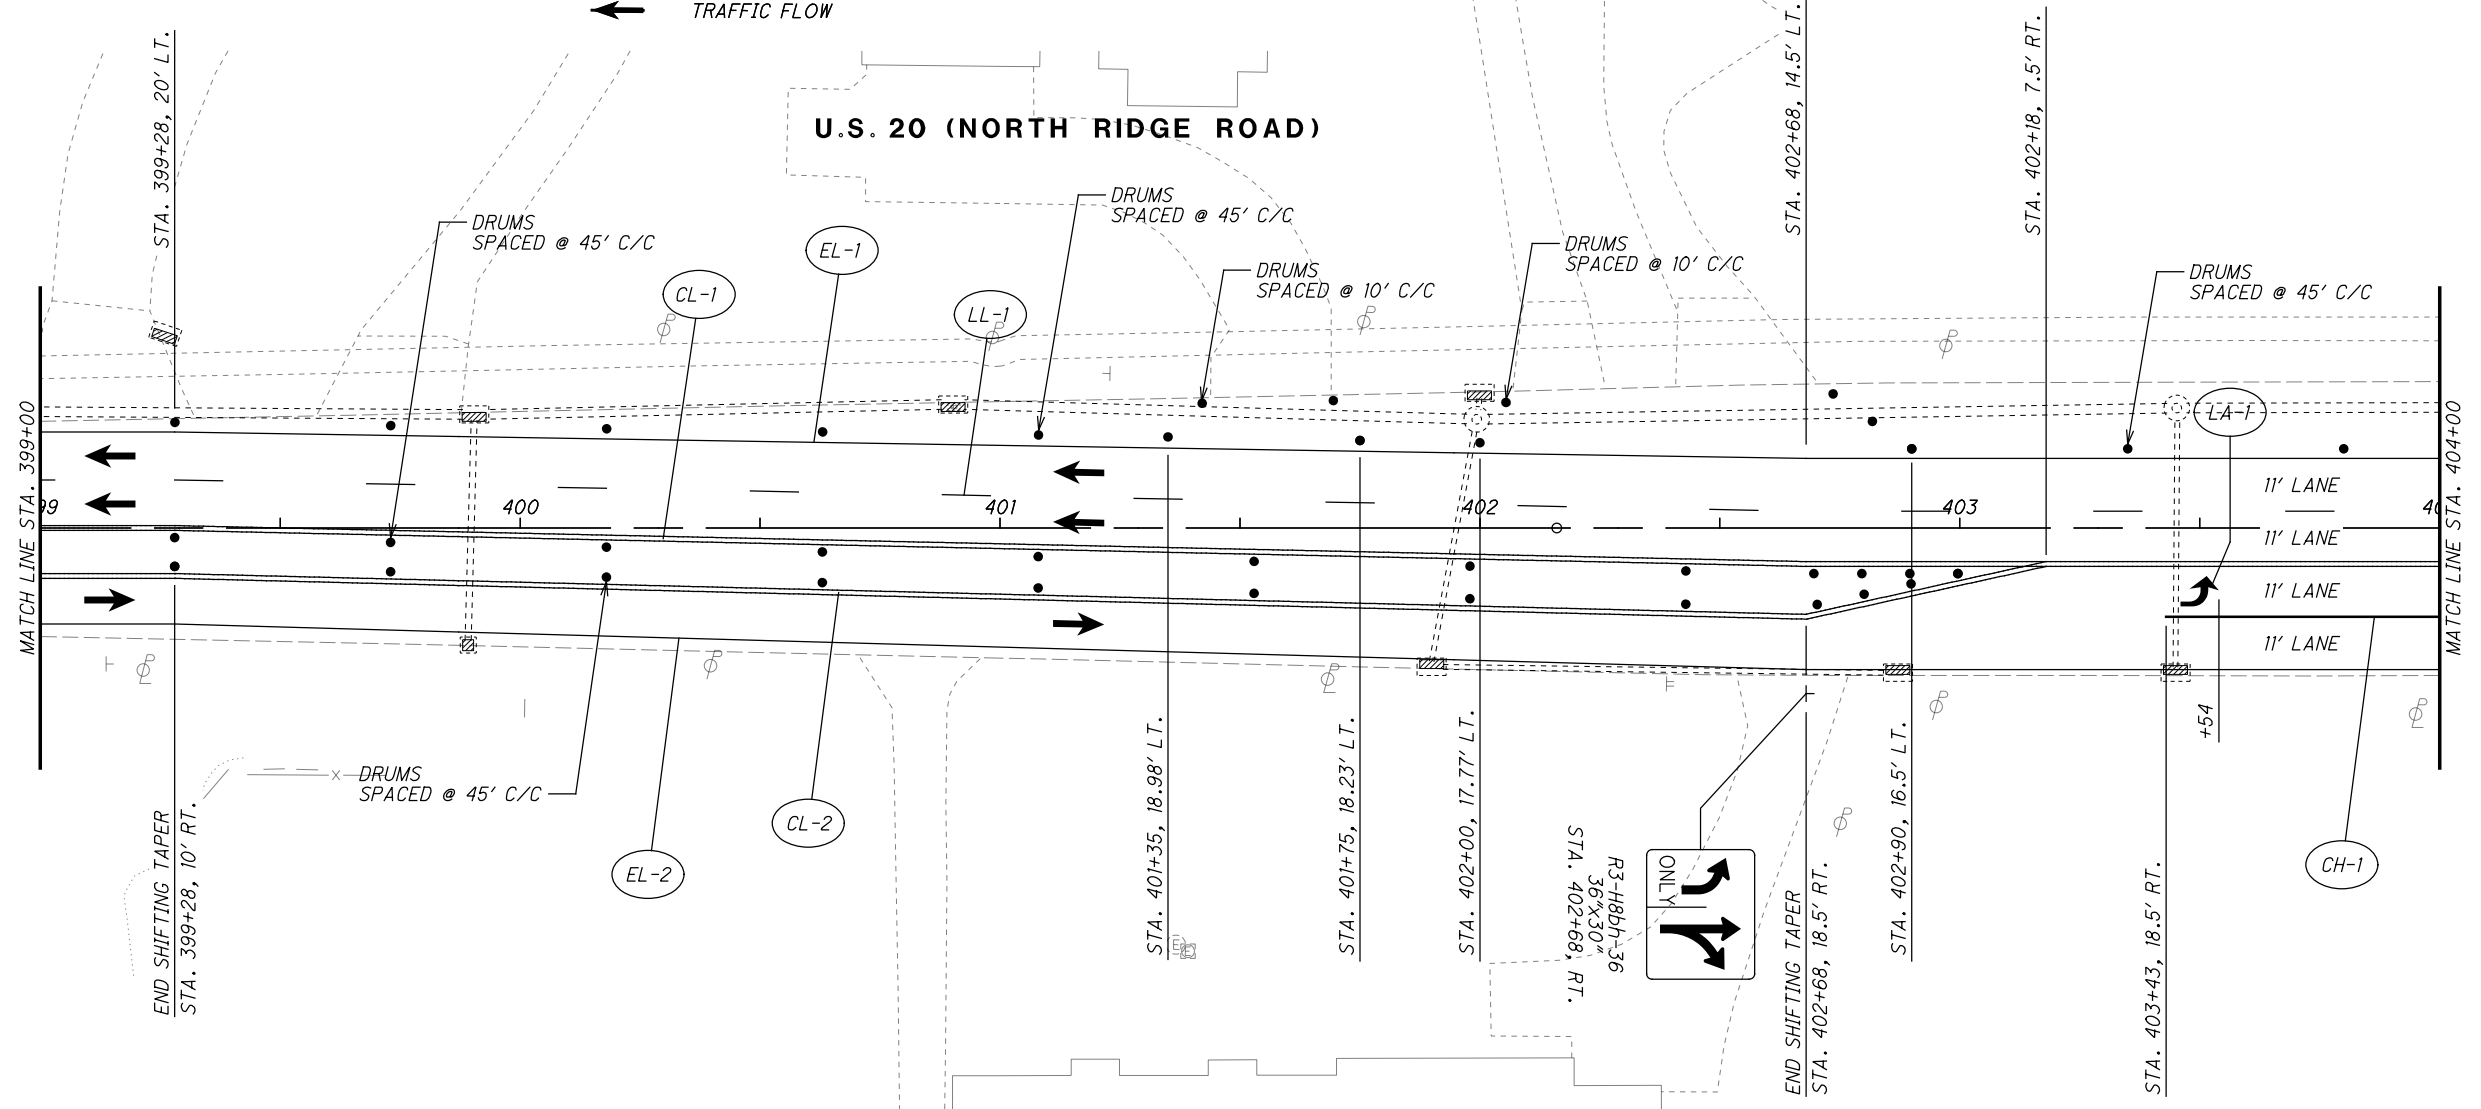 TRAFFIC FLOW
U.S. 20 (NORTH RIDGE ROAD)
STA. 399+28, 20' LT.
STA. 402+68, 14.5' LT.
STA. 402+18, 7.5' RT.
DRUMS
SPACED @ 45' C/C
DRUMS
SPACED @ 45' C/C
DRUMS
SPACED @ 10' C/C
DRUMS
SPACED @ 10' C/C
DRUMS
SPACED @ 45' C/C
CL-1
EL-1
LL-1
LA-1
MATCH LINE STA. 399+00
MATCH LINE STA. 404+00
99
400
401
402
403
40
11' LANE
11' LANE
11' LANE
11' LANE
+54
DRUMS
SPACED @ 45' C/C
EL-2
CL-2
CH-1
END SHIFTING TAPER
STA. 399+28, 10' RT.
STA. 401+35, 18.98' LT.
STA. 401+75, 18.23' LT.
STA. 402+00, 17.77' LT.
R3-H8bh-36
36"X30"
STA. 402+68, RT.
ONLY
END SHIFTING TAPER
STA. 402+68, 18.5' RT.
STA. 402+90, 16.5' LT.
STA. 403+43, 18.5' RT.